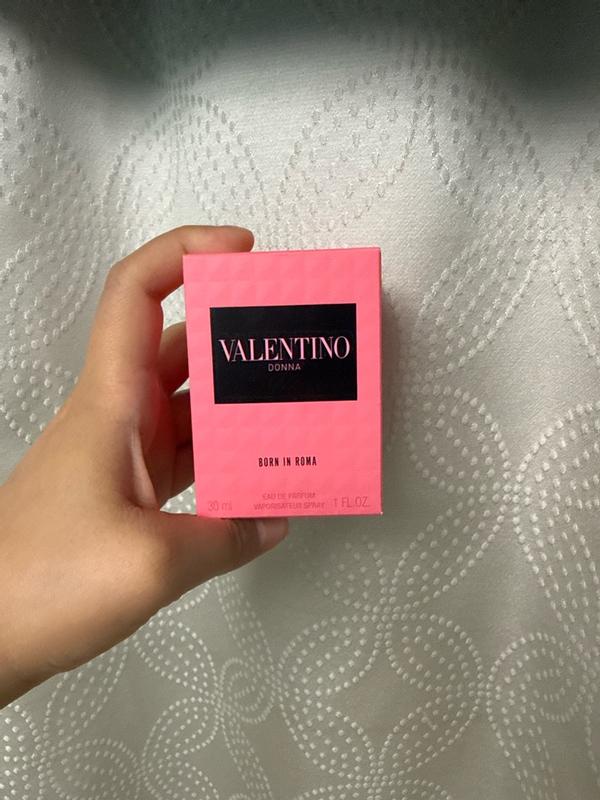 VALENTINO
DONNA
BORN IN ROMA
EAU DE PARFUM
30 ml VAPORISATEUR SPRAY 1 FL.OZ.